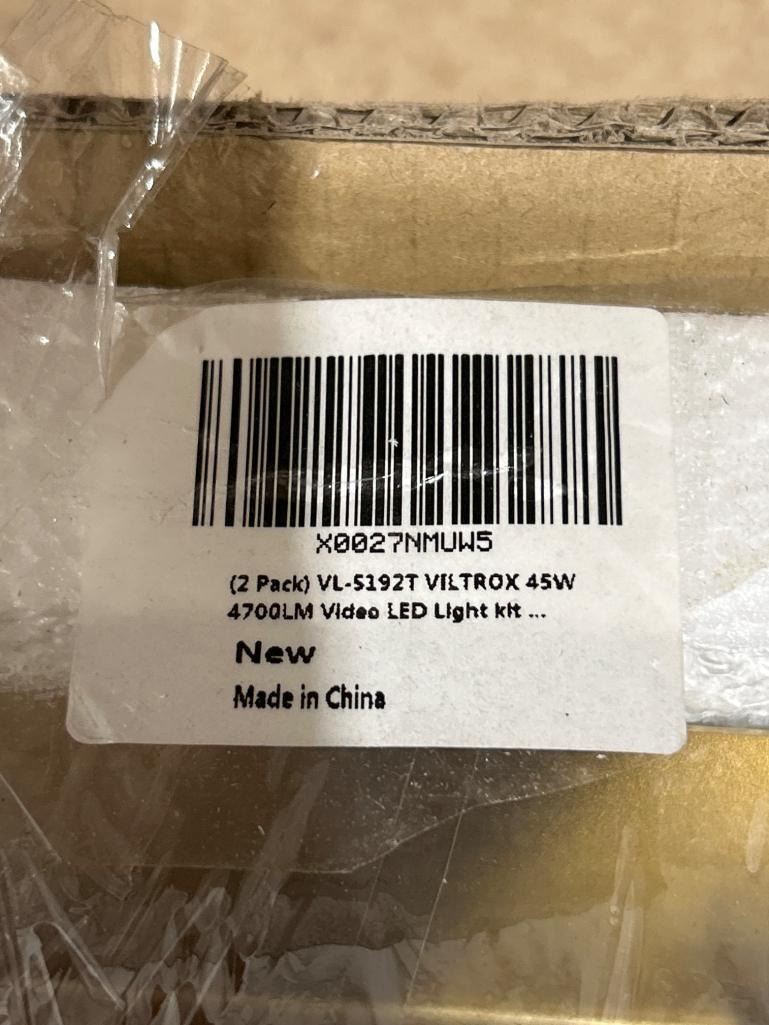 X0027NMUW5
(2 Pack) VL-S192T VILTROX 45W
4700LM Video LED Light kit ...
New
Made in China